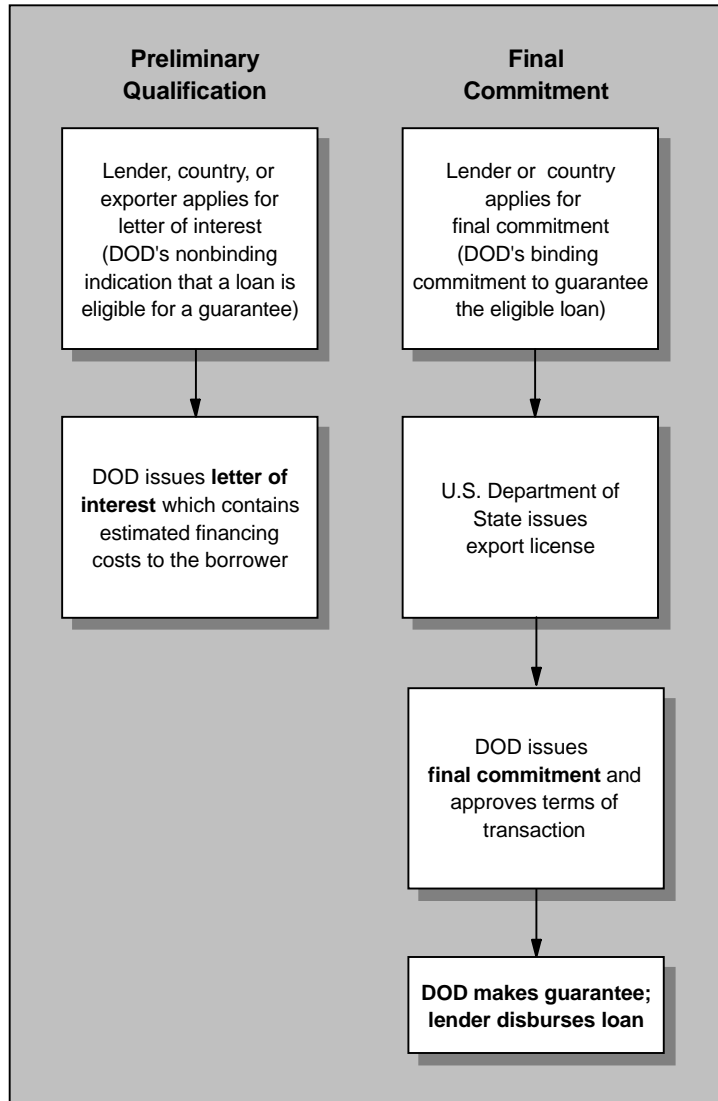 Preliminary
Qualification
Lender, country, or
exporter applies for
letter of interest
(DOD's nonbinding
indication that a loan is
eligible for a guarantee)
DOD issues letter of
interest which contains
estimated financing
costs to the borrower
Final
Commitment
Lender or country
applies for
final commitment
(DOD's binding
commitment to guarantee
the eligible loan)
U.S. Department of
State issues
export license
DOD issues
final commitment and
approves terms of
transaction
DOD makes guarantee;
lender disburses loan